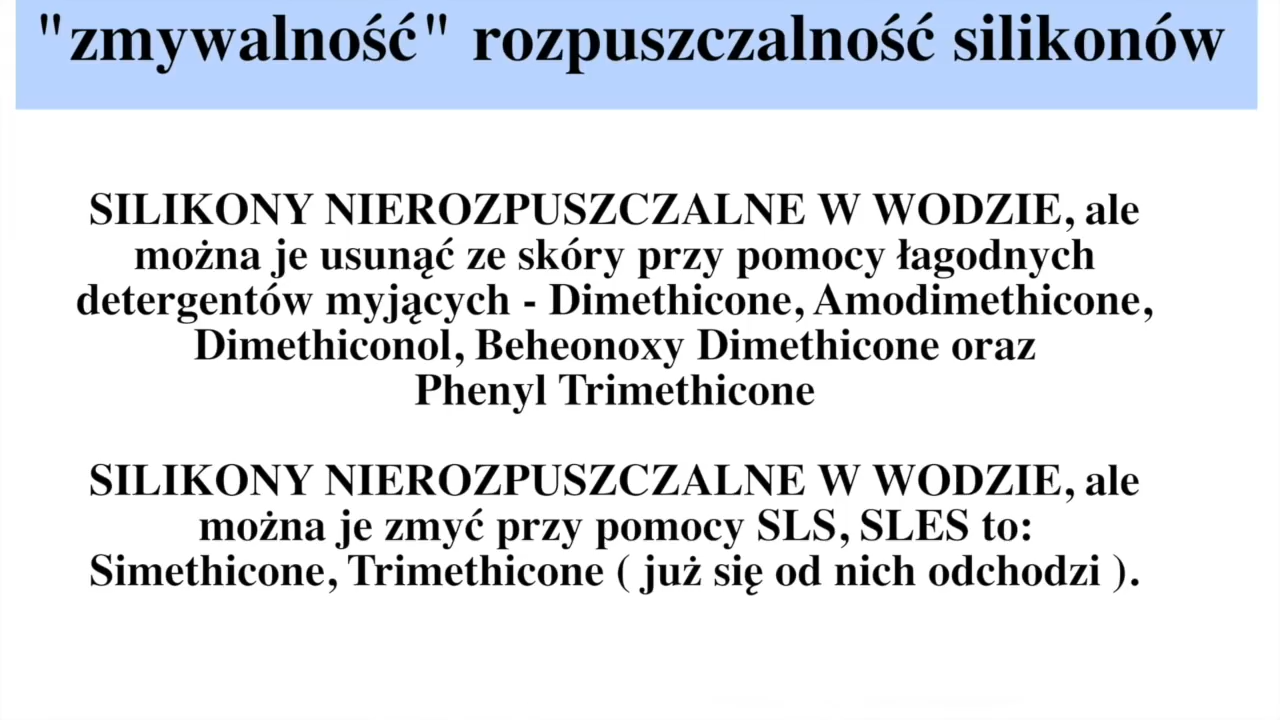 "zmywalność" rozpuszczalność silikonów
SILIKONY NIEROZPUSZCZALNE W WODZIE, ale
można je usunąć ze skóry przy pomocy łagodnych
detergentów myjących - Dimethicone, Amodimethicone,
Dimethiconol, Beheonoxy Dimethicone oraz
Phenyl Trimethicone
SILIKONY NIEROZPUSZCZALNE W WODZIE, ale
można je zmyć przy pomocy SLS, SLES to:
Simethicone, Trimethicone ( już się od nich odchodzi ).